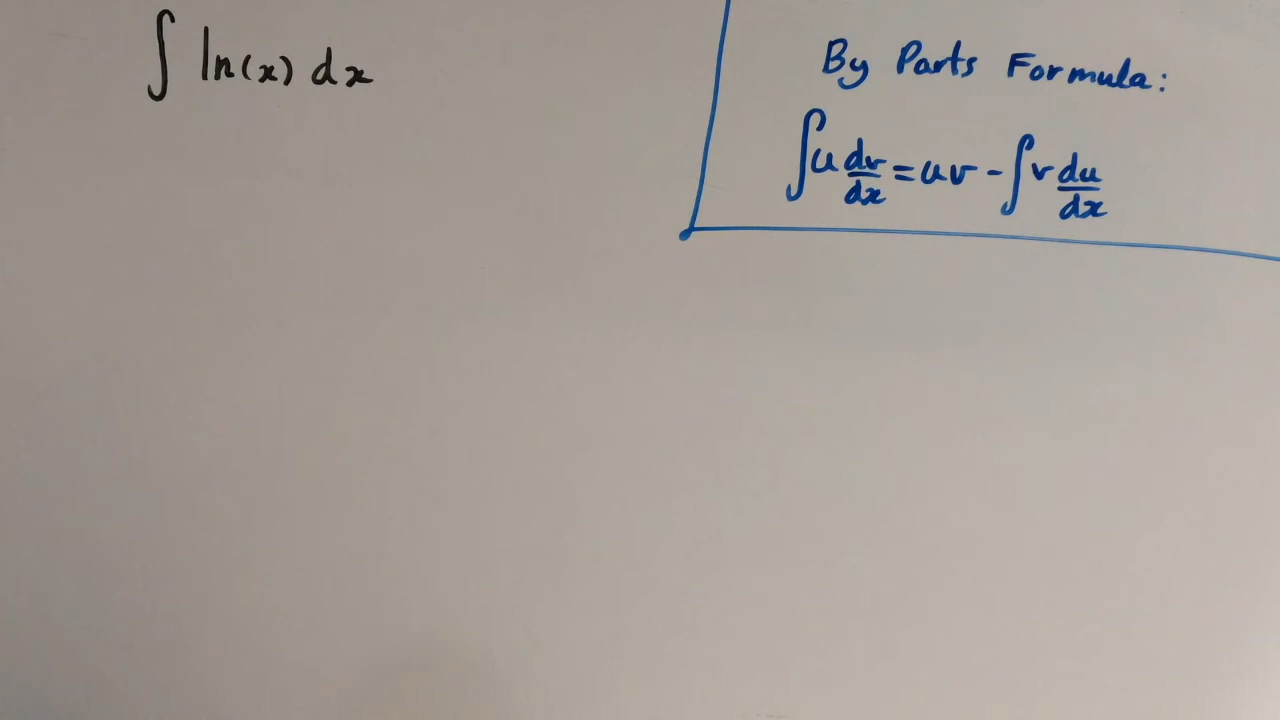 ∫ ln(x) dx
By Parts Formula:
∫u dv/dx = uv - ∫v du/dx